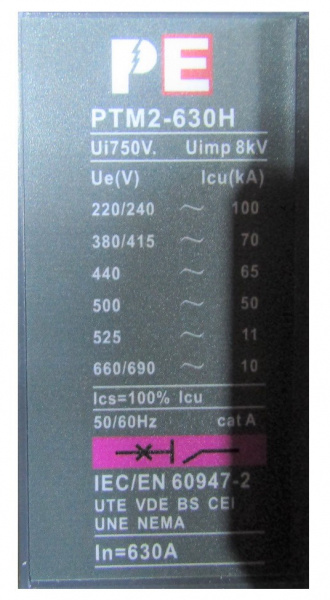 PE
PTM2-630H
Ui750V. Uimp 8kV
Ue(V) Icu(kA)
220/240 ~ 100
380/415 ~ 70
440 ~ 65
500 ~ 50
525 ~ 11
660/690 ~ 10
Ics=100% Icu
50/60Hz cat A
IEC/EN 60947-2
UTE VDE BS CEI
UNE NEMA
In=630A